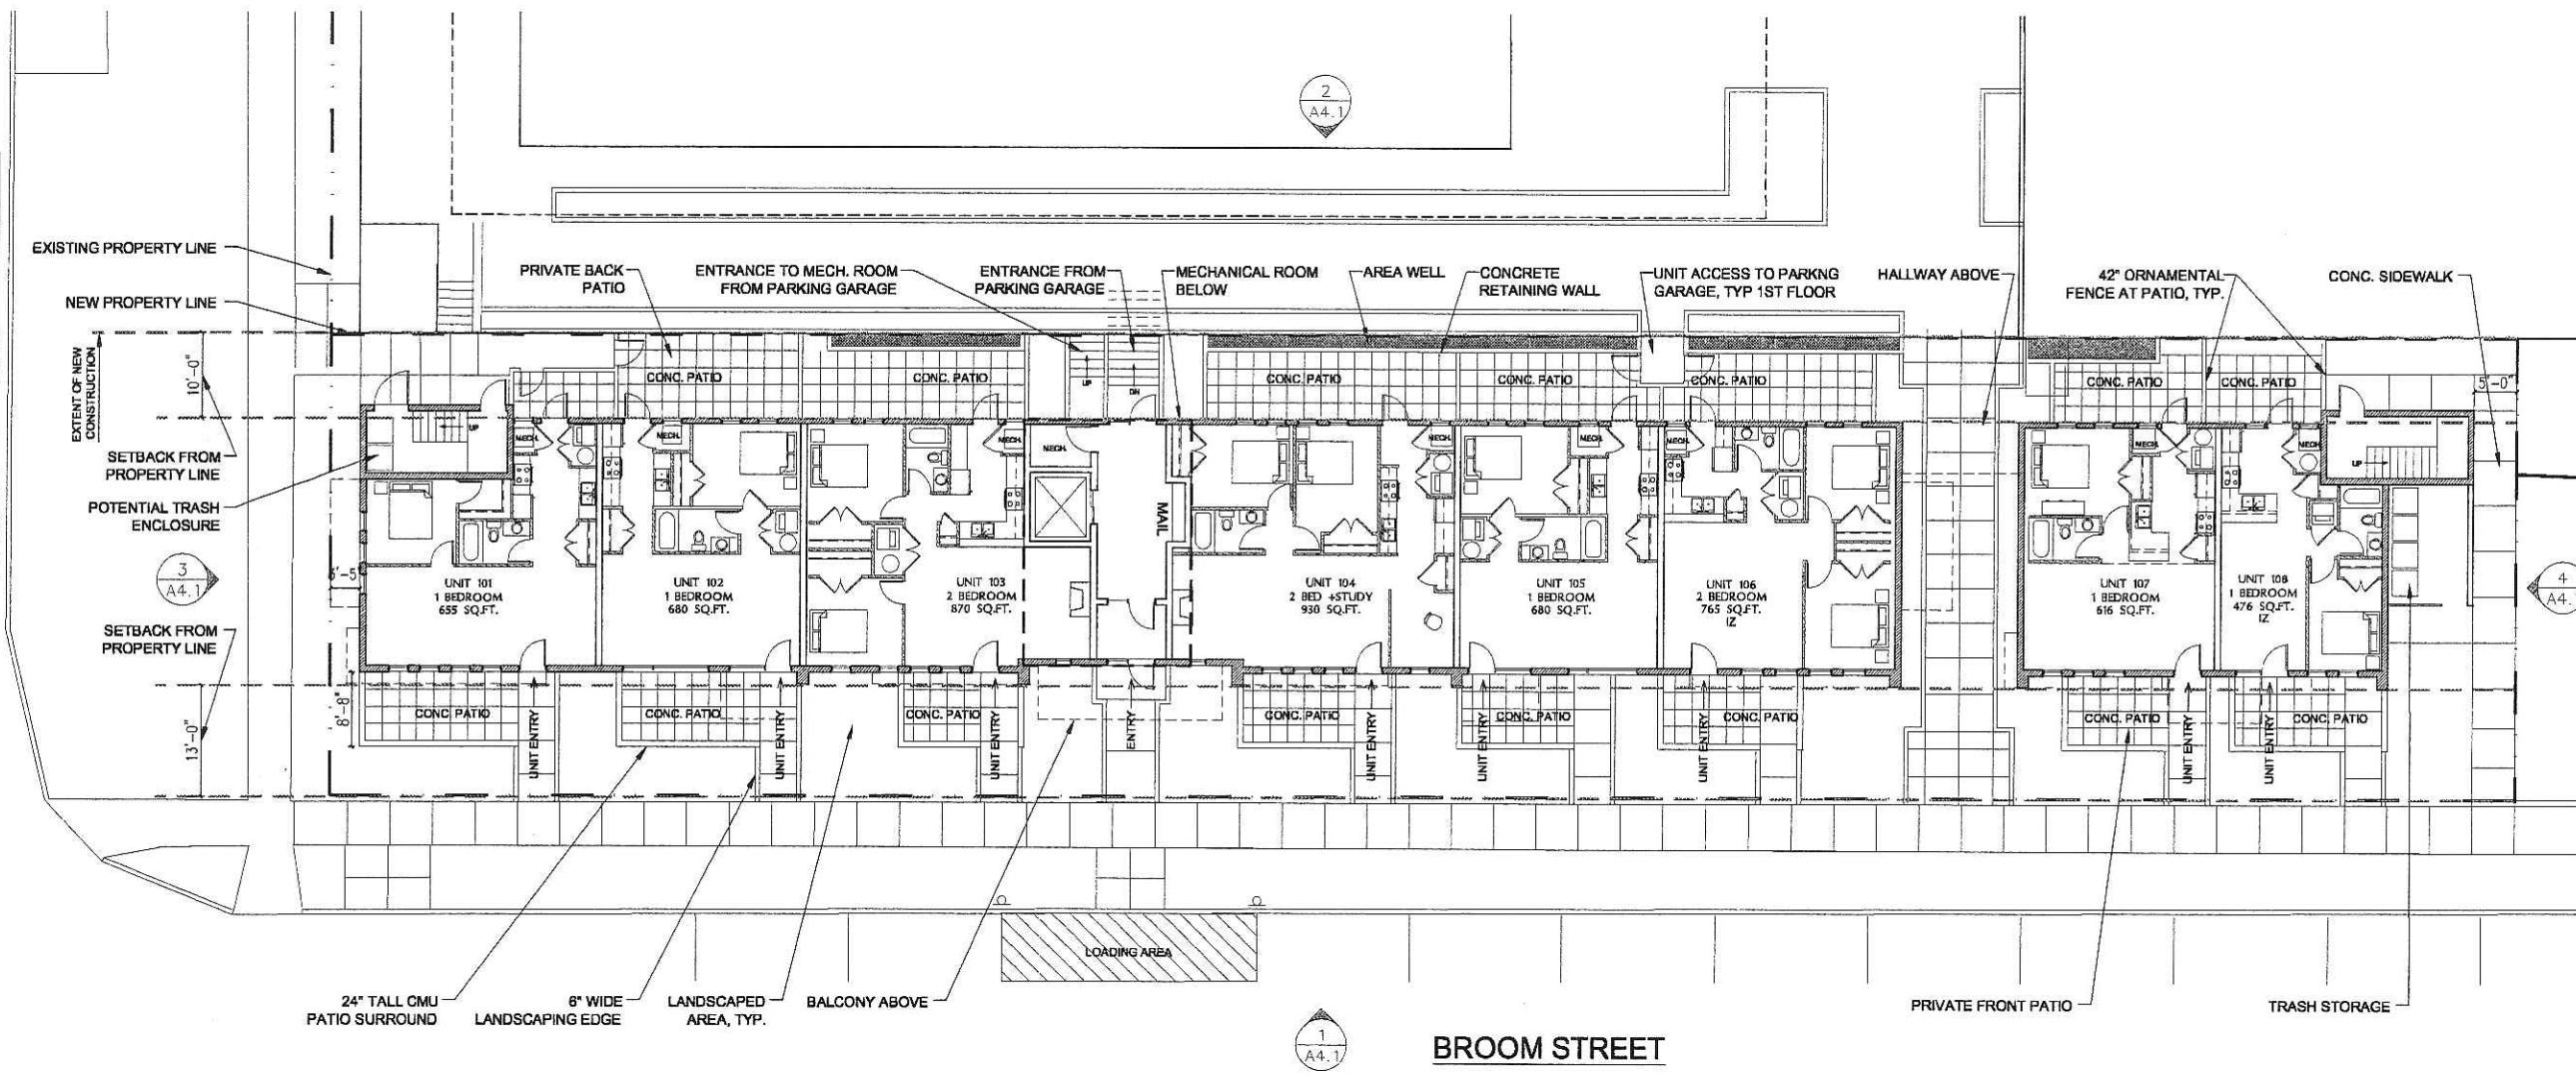 2
A4.1
EXISTING PROPERTY LINE
NEW PROPERTY LINE
PRIVATE BACK
PATIO
ENTRANCE TO MECH. ROOM
FROM PARKING GARAGE
ENTRANCE FROM
PARKING GARAGE
MECHANICAL ROOM
BELOW
AREA WELL
CONCRETE
RETAINING WALL
UNIT ACCESS TO PARKNG
GARAGE, TYP 1ST FLOOR
HALLWAY ABOVE
42" ORNAMENTAL
FENCE AT PATIO, TYP.
CONC. SIDEWALK
EXTENT OF NEW
CONSTRUCTION
10'-0"
SETBACK FROM
PROPERTY LINE
POTENTIAL TRASH
ENCLOSURE
3
A4.1
SETBACK FROM
PROPERTY LINE
13'-0"
8'-8"
6'-5
CONC. PATIO
CONC. PATIO
UP
DN
CONC. PATIO
CONC. PATIO
CONC. PATIO
CONC. PATIO
CONC. PATIO
5'-0"
UP
MECH.
MECH.
MECH.
MECH.
MECH.
MECH.
MECH.
MECH.
MECH.
UP
MAIL
UNIT 101
1 BEDROOM
655 SQ.FT.
UNIT 102
1 BEDROOM
680 SQ.FT.
UNIT 103
2 BEDROOM
870 SQ.FT.
UNIT 104
2 BED +STUDY
930 SQ.FT.
UNIT 105
1 BEDROOM
680 SQ.FT.
UNIT 106
2 BEDROOM
765 SQ.FT.
IZ
UNIT 107
1 BEDROOM
616 SQ.FT.
UNIT 108
1 BEDROOM
476 SQ.FT.
IZ
4
A4.
CONC. PATIO
UNIT ENTRY
CONC. PATIO
UNIT ENTRY
CONC. PATIO
UNIT ENTRY
ENTRY
CONC. PATIO
UNIT ENTRY
UNIT ENTRY
CONC. PATIO
UNIT ENTRY
CONC. PATIO
CONC. PATIO
UNIT ENTRY
UNIT ENTRY
CONC. PATIO
LOADING AREA
24" TALL CMU
PATIO SURROUND
6" WIDE
LANDSCAPING EDGE
LANDSCAPED
AREA, TYP.
BALCONY ABOVE
PRIVATE FRONT PATIO
TRASH STORAGE
1
A4.1
BROOM STREET